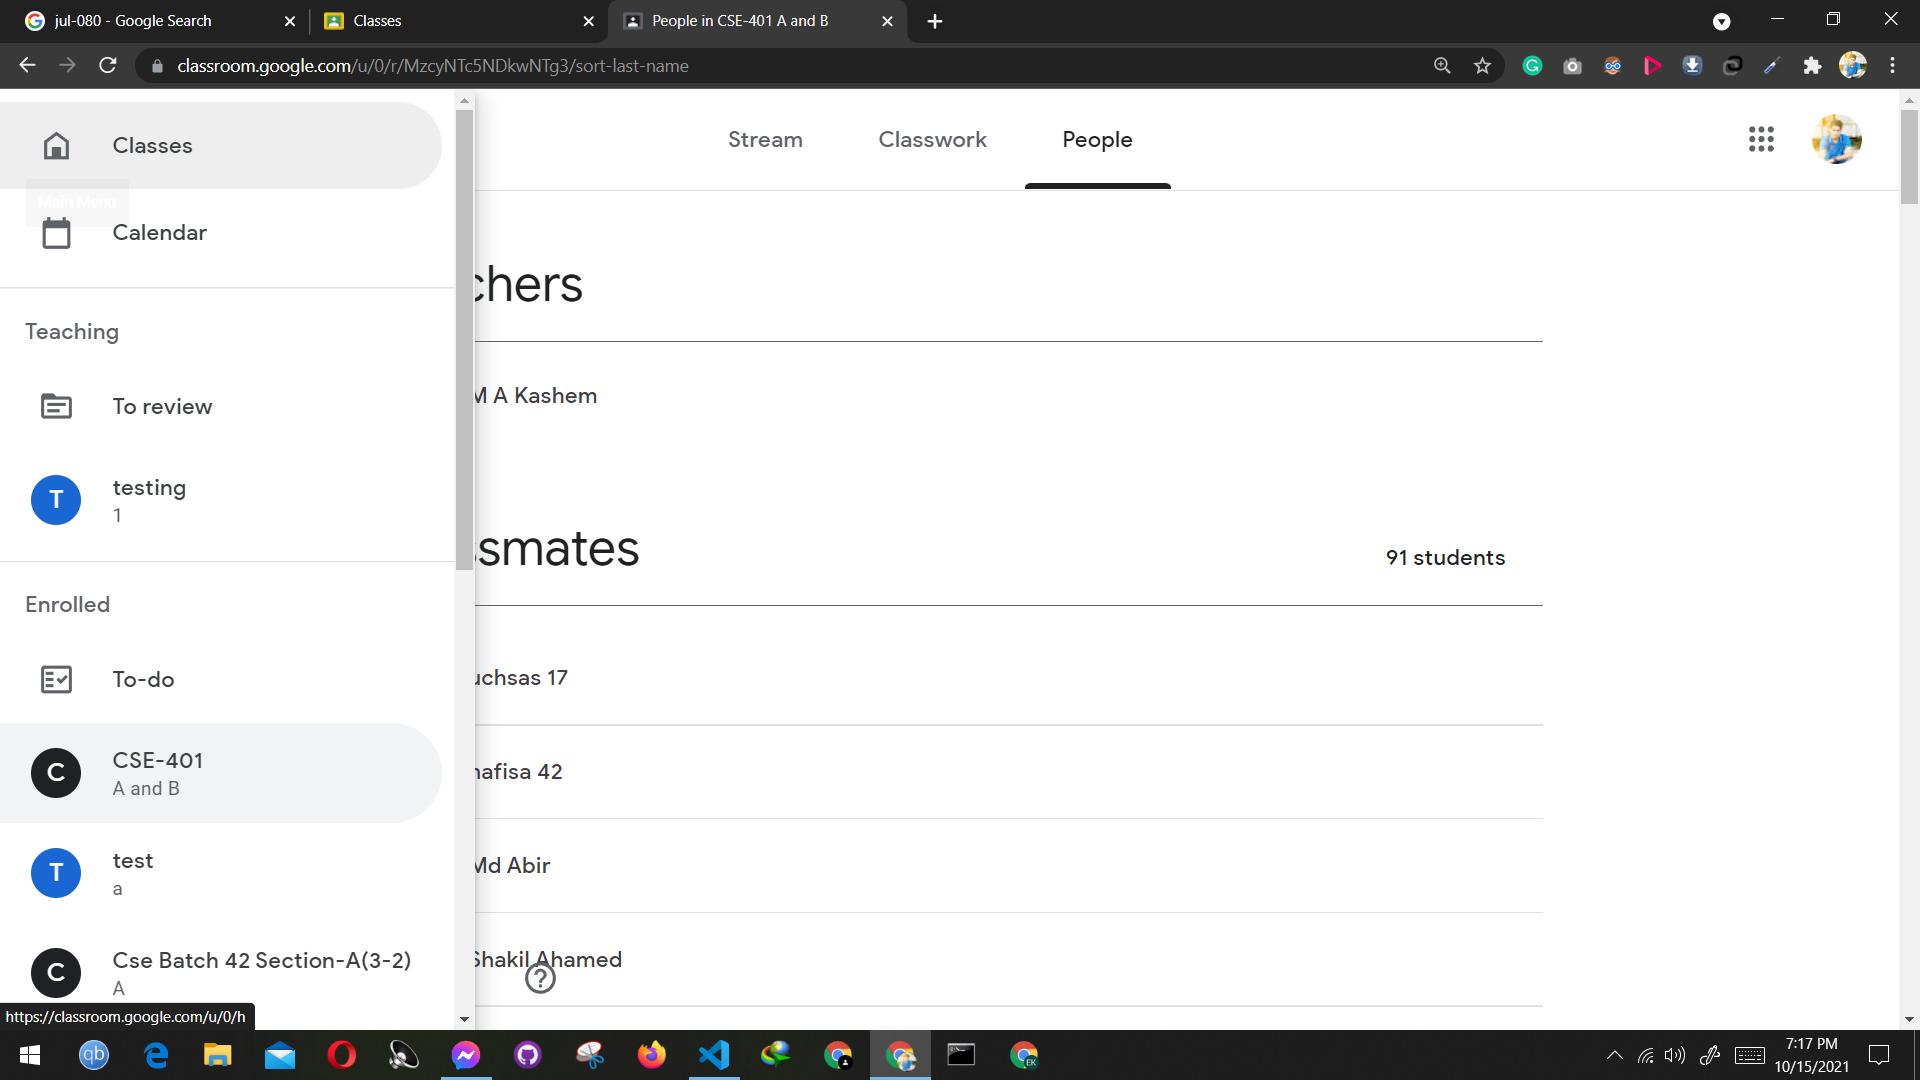 jul-080 - Google Search
Classes
People in CSE-401 A and B
classroom.google.com/u/0/r/MzcyNTc5NDkwNTg3/sort-last-name
Classes
Main Menu
Calendar
Teaching
To review
T
testing
1
Enrolled
To-do
C
CSE-401
A and B
T
test
a
C
Cse Batch 42 Section-A(3-2)
A
https://classroom.google.com/u/0/h
Stream
Classwork
People
chers
M A Kashem
ssmates
91 students
uchsas 17
nafisa 42
Md Abir
Shakil Ahamed
qb
EK
7:17 PM
10/15/2021